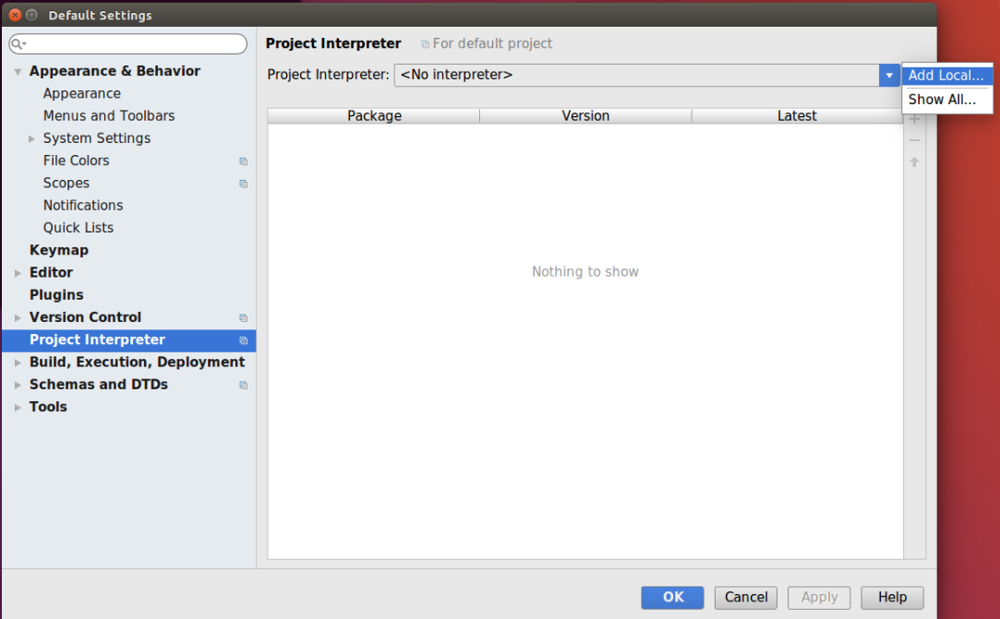 Default Settings
Project Interpreter For default project
Project Interpreter: <No interpreter>
Add Local...
Show All...
Appearance & Behavior
Appearance
Menus and Toolbars
System Settings
File Colors
Scopes
Notifications
Quick Lists
Keymap
Editor
Plugins
Version Control
Project Interpreter
Build, Execution, Deployment
Schemas and DTDs
Tools
Package Version Latest
Nothing to show
OK Cancel Apply Help